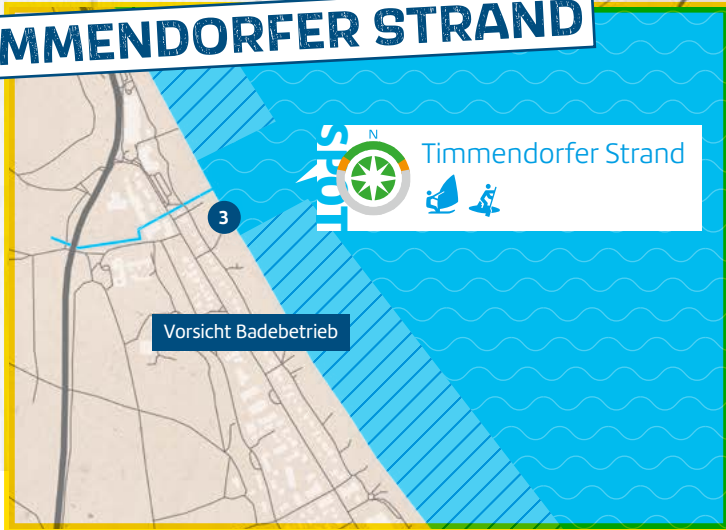 MMENDORFER STRAND
SPOT
N
Timmendorfer Strand
3
Vorsicht Badebetrieb